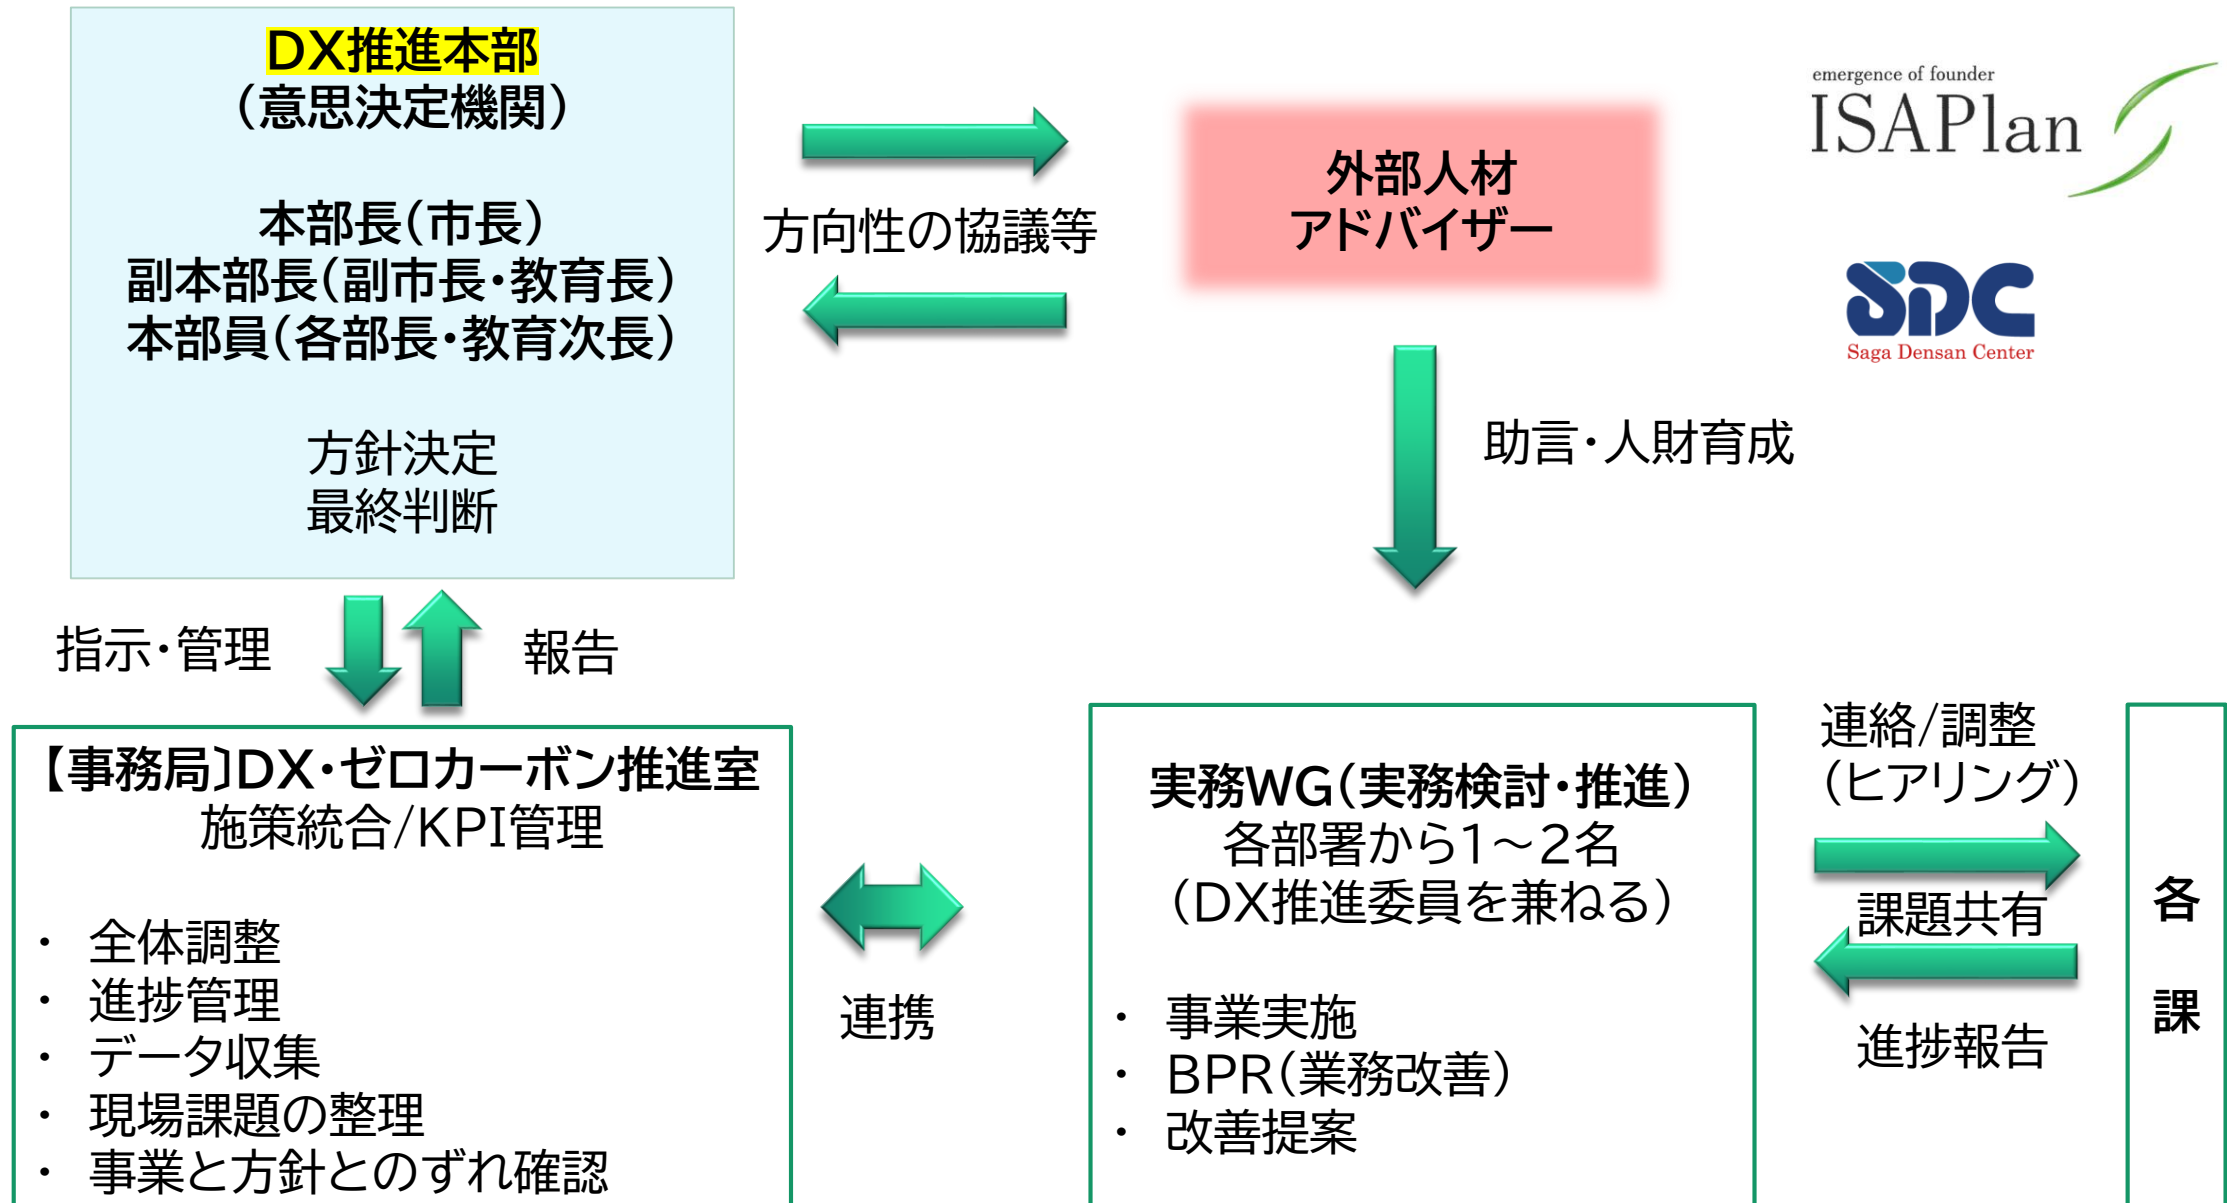 DX推進本部
（意思決定機関）
本部長（市長）
副本部長（副市長・教育長）
本部員（各部長・教育次長）
方針決定
最終判断
方向性の協議等
外部人材
アドバイザー
emergence of founder
ISAPlan
SDC
Saga Densan Center
助言・人財育成
指示・管理
報告
【事務局〕DX・ゼロカーボン推進室
施策統合/KPI管理
・ 全体調整
・ 進捗管理
・ データ収集
・ 現場課題の整理
・ 事業と方針とのずれ確認
連携
実務WG（実務検討・推進）
各部署から1～2名
（DX推進委員を兼ねる）
・ 事業実施
・ BPR（業務改善）
・ 改善提案
連絡/調整
（ヒアリング）
課題共有
進捗報告
各課